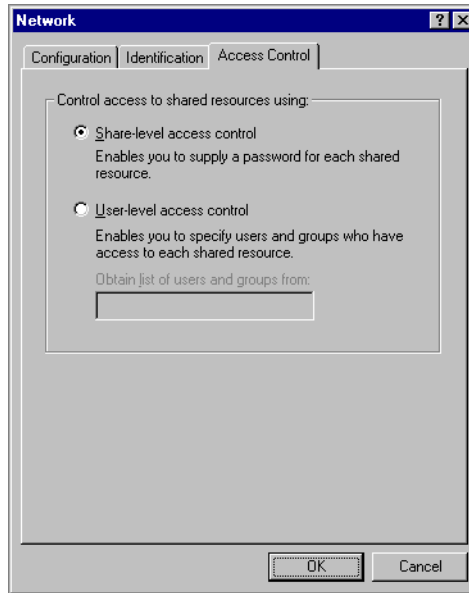 Network
Configuration Identification Access Control
Control access to shared resources using:
Share-level access control
Enables you to supply a password for each shared
resource.
User-level access control
Enables you to specify users and groups who have
access to each shared resource.
Obtain list of users and groups from:
OK Cancel